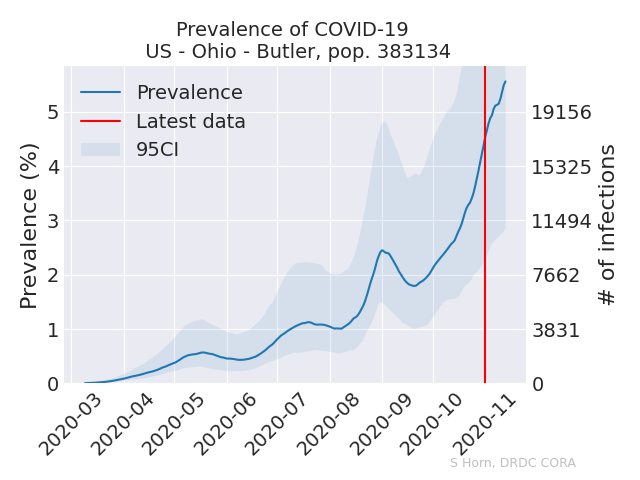 Prevalence of COVID-19
US - Ohio - Butler, pop. 383134
Prevalence
Latest data
95CI
Prevalence (%)
5
4
3
2
1
0
19156
15325
11494
7662
3831
0
# of infections
2020-03
2020-04
2020-05
2020-06
2020-07
2020-08
2020-09
2020-10
2020-11
S Horn, DRDC CORA